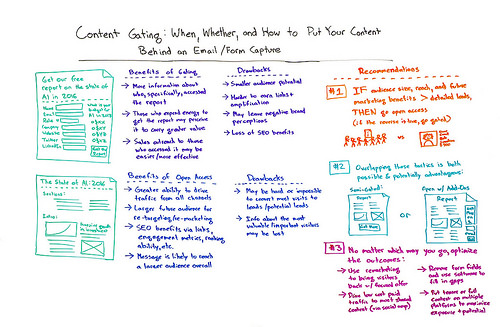 Content Gating: When, Whether, and How to Put Your Content
Behind an Email/Form Capture
Get our free
report on the state of
AI in 2016
Name
Email
Role
Company
Website
Twitter
LinkedIn
Benefits of Gating
→ More information about
who, specifically, accessed
the report
→ Those who expend energy to
get the report may perceive
it to carry greater value
→ Sales outreach to those
who accessed it may be
easier/more effective
Drawbacks
→ Smaller audience potential
→ Harder to earn links+
amplification
→ May leave negative brand
perceptions
→ Loss of SEO benefits
The State of AI: 2016
Sections:
Intro:
Benefits of Open Access
→ Greater ability to drive
traffic from all channels
→ Larger future audience for
re-targeting/re-marketing
→ SEO benefits via links,
engagement metrics, ranking
ability, etc.
→ Message is likely to reach
a larger audience overall
Drawbacks
→ May be hard or impossible
to convert most visits to
leads/potential leads
→ Info about the most
valuable/important visitors
may be lost
Recommendations
#1 IF audience size, reach, and future
marketing benefits > detailed leads,
THEN go open access
(if the reverse is true, go gated)
vs
#2 Overlapping these tactics is both
possible & potentially advantageous:
Semi-Gated:
Report
Get More
or
Open w/ Add-Ons
Report
#3 No matter which way you go, optimize
the outcomes:
→ Use remarketing
to bring visitors
back w/ focused offer
→ Drive low cost paid
traffic to most shared
content (via social amp)
→ Remove form fields
and use software to
fill in gaps
→ Put teasers or full
content on multiple
platforms to maximize
exposure + potential